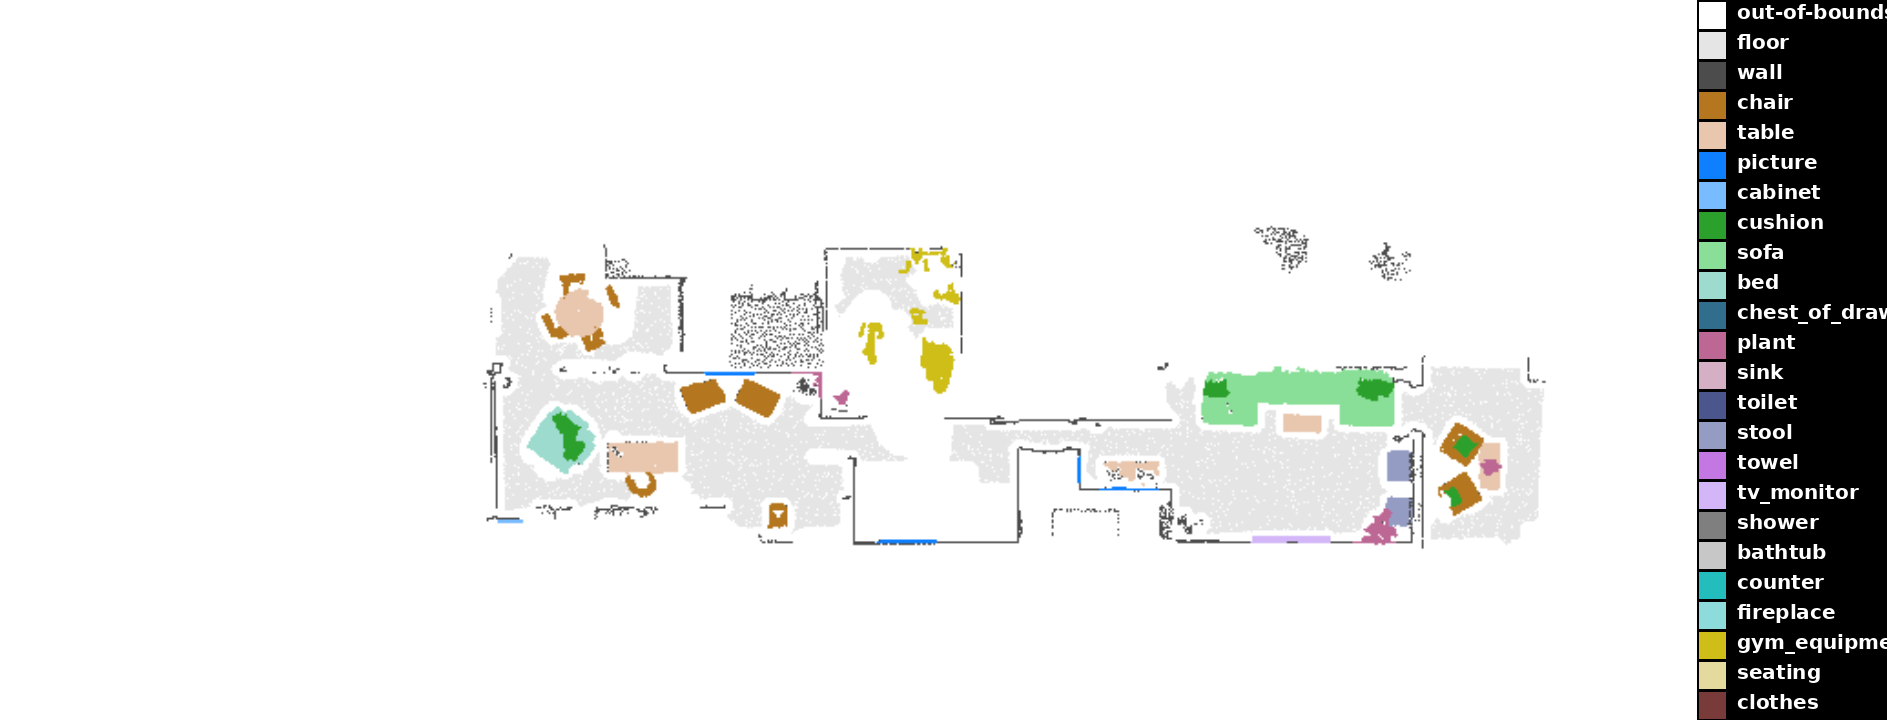 out-of-bounds
floor
wall
chair
table
picture
cabinet
cushion
sofa
bed
chest_of_draw
plant
sink
toilet
stool
towel
tv_monitor
shower
bathtub
counter
fireplace
gym_equipme
seating
clothes